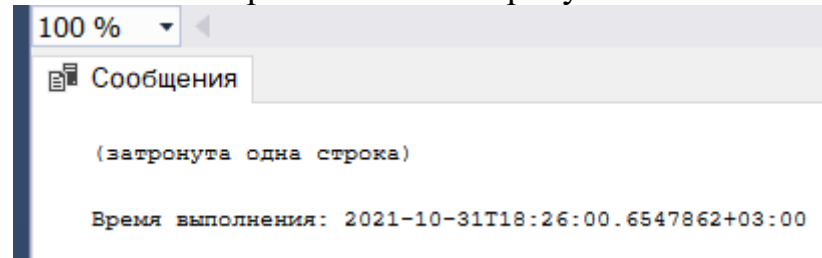 100 %
Сообщения
(затронута одна строка)
Время выполнения: 2021-10-31T18:26:00.6547862+03:00